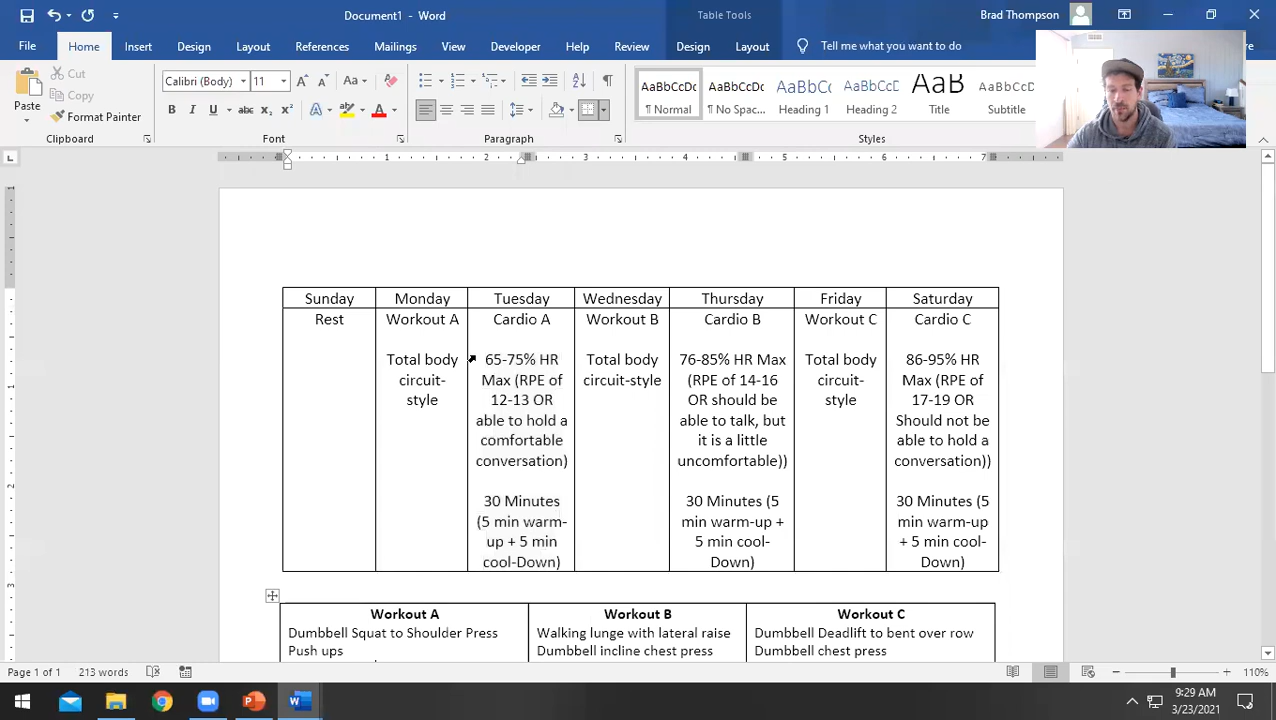 Document1 - Word
Table Tools
Brad Thompson
File Home Insert Design Layout References Mailings View Developer Help Review Design Layout Tell me what you want to do
Paste
Cut
Copy
Format Painter
Clipboard
Calibri (Body) 11
Font
Paragraph
AaBbCcDc AaBbCcDc AaBbCc AaBbCcD AaB AaBbCcD
¶ Normal ¶ No Spac... Heading 1 Heading 2 Title Subtitle
Styles
1 2 3 4 5 6 7
Sunday Monday Tuesday Wednesday Thursday Friday Saturday
Rest Workout A Cardio A Workout B Cardio B Workout C Cardio C
Total body 65-75% HR Total body 76-85% HR Max Total body 86-95% HR
circuit- Max (RPE of circuit-style (RPE of 14-16 circuit- Max (RPE of
style 12-13 OR OR should be style 17-19 OR
able to hold a able to talk, but Should not be
comfortable it is a little able to hold a
conversation) uncomfortable)) conversation))
30 Minutes 30 Minutes (5 30 Minutes (5
(5 min warm- min warm-up + min warm-up
up + 5 min 5 min cool- + 5 min cool-
cool-Down) Down) Down)
Workout A Workout B Workout C
Dumbbell Squat to Shoulder Press Walking lunge with lateral raise Dumbbell Deadlift to bent over row
Push ups Dumbbell incline chest press Dumbbell chest press
Page 1 of 1 213 words 110%
9:29 AM
3/23/2021